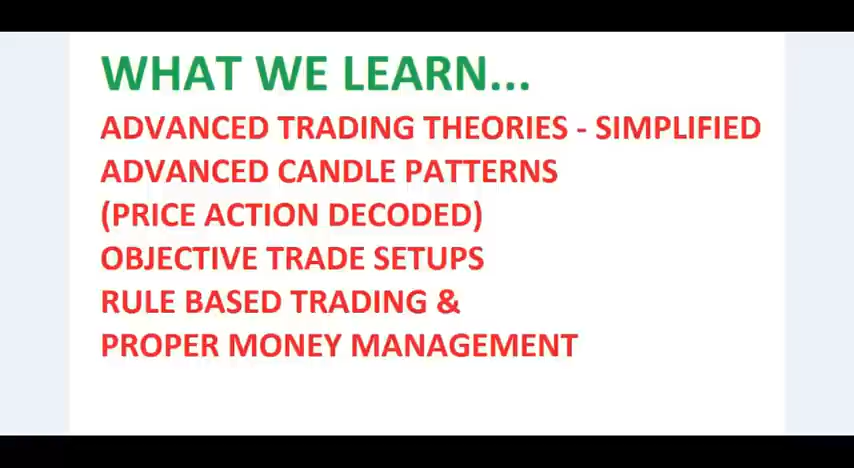 WHAT WE LEARN...
ADVANCED TRADING THEORIES - SIMPLIFIED
ADVANCED CANDLE PATTERNS
(PRICE ACTION DECODED)
OBJECTIVE TRADE SETUPS
RULE BASED TRADING &
PROPER MONEY MANAGEMENT